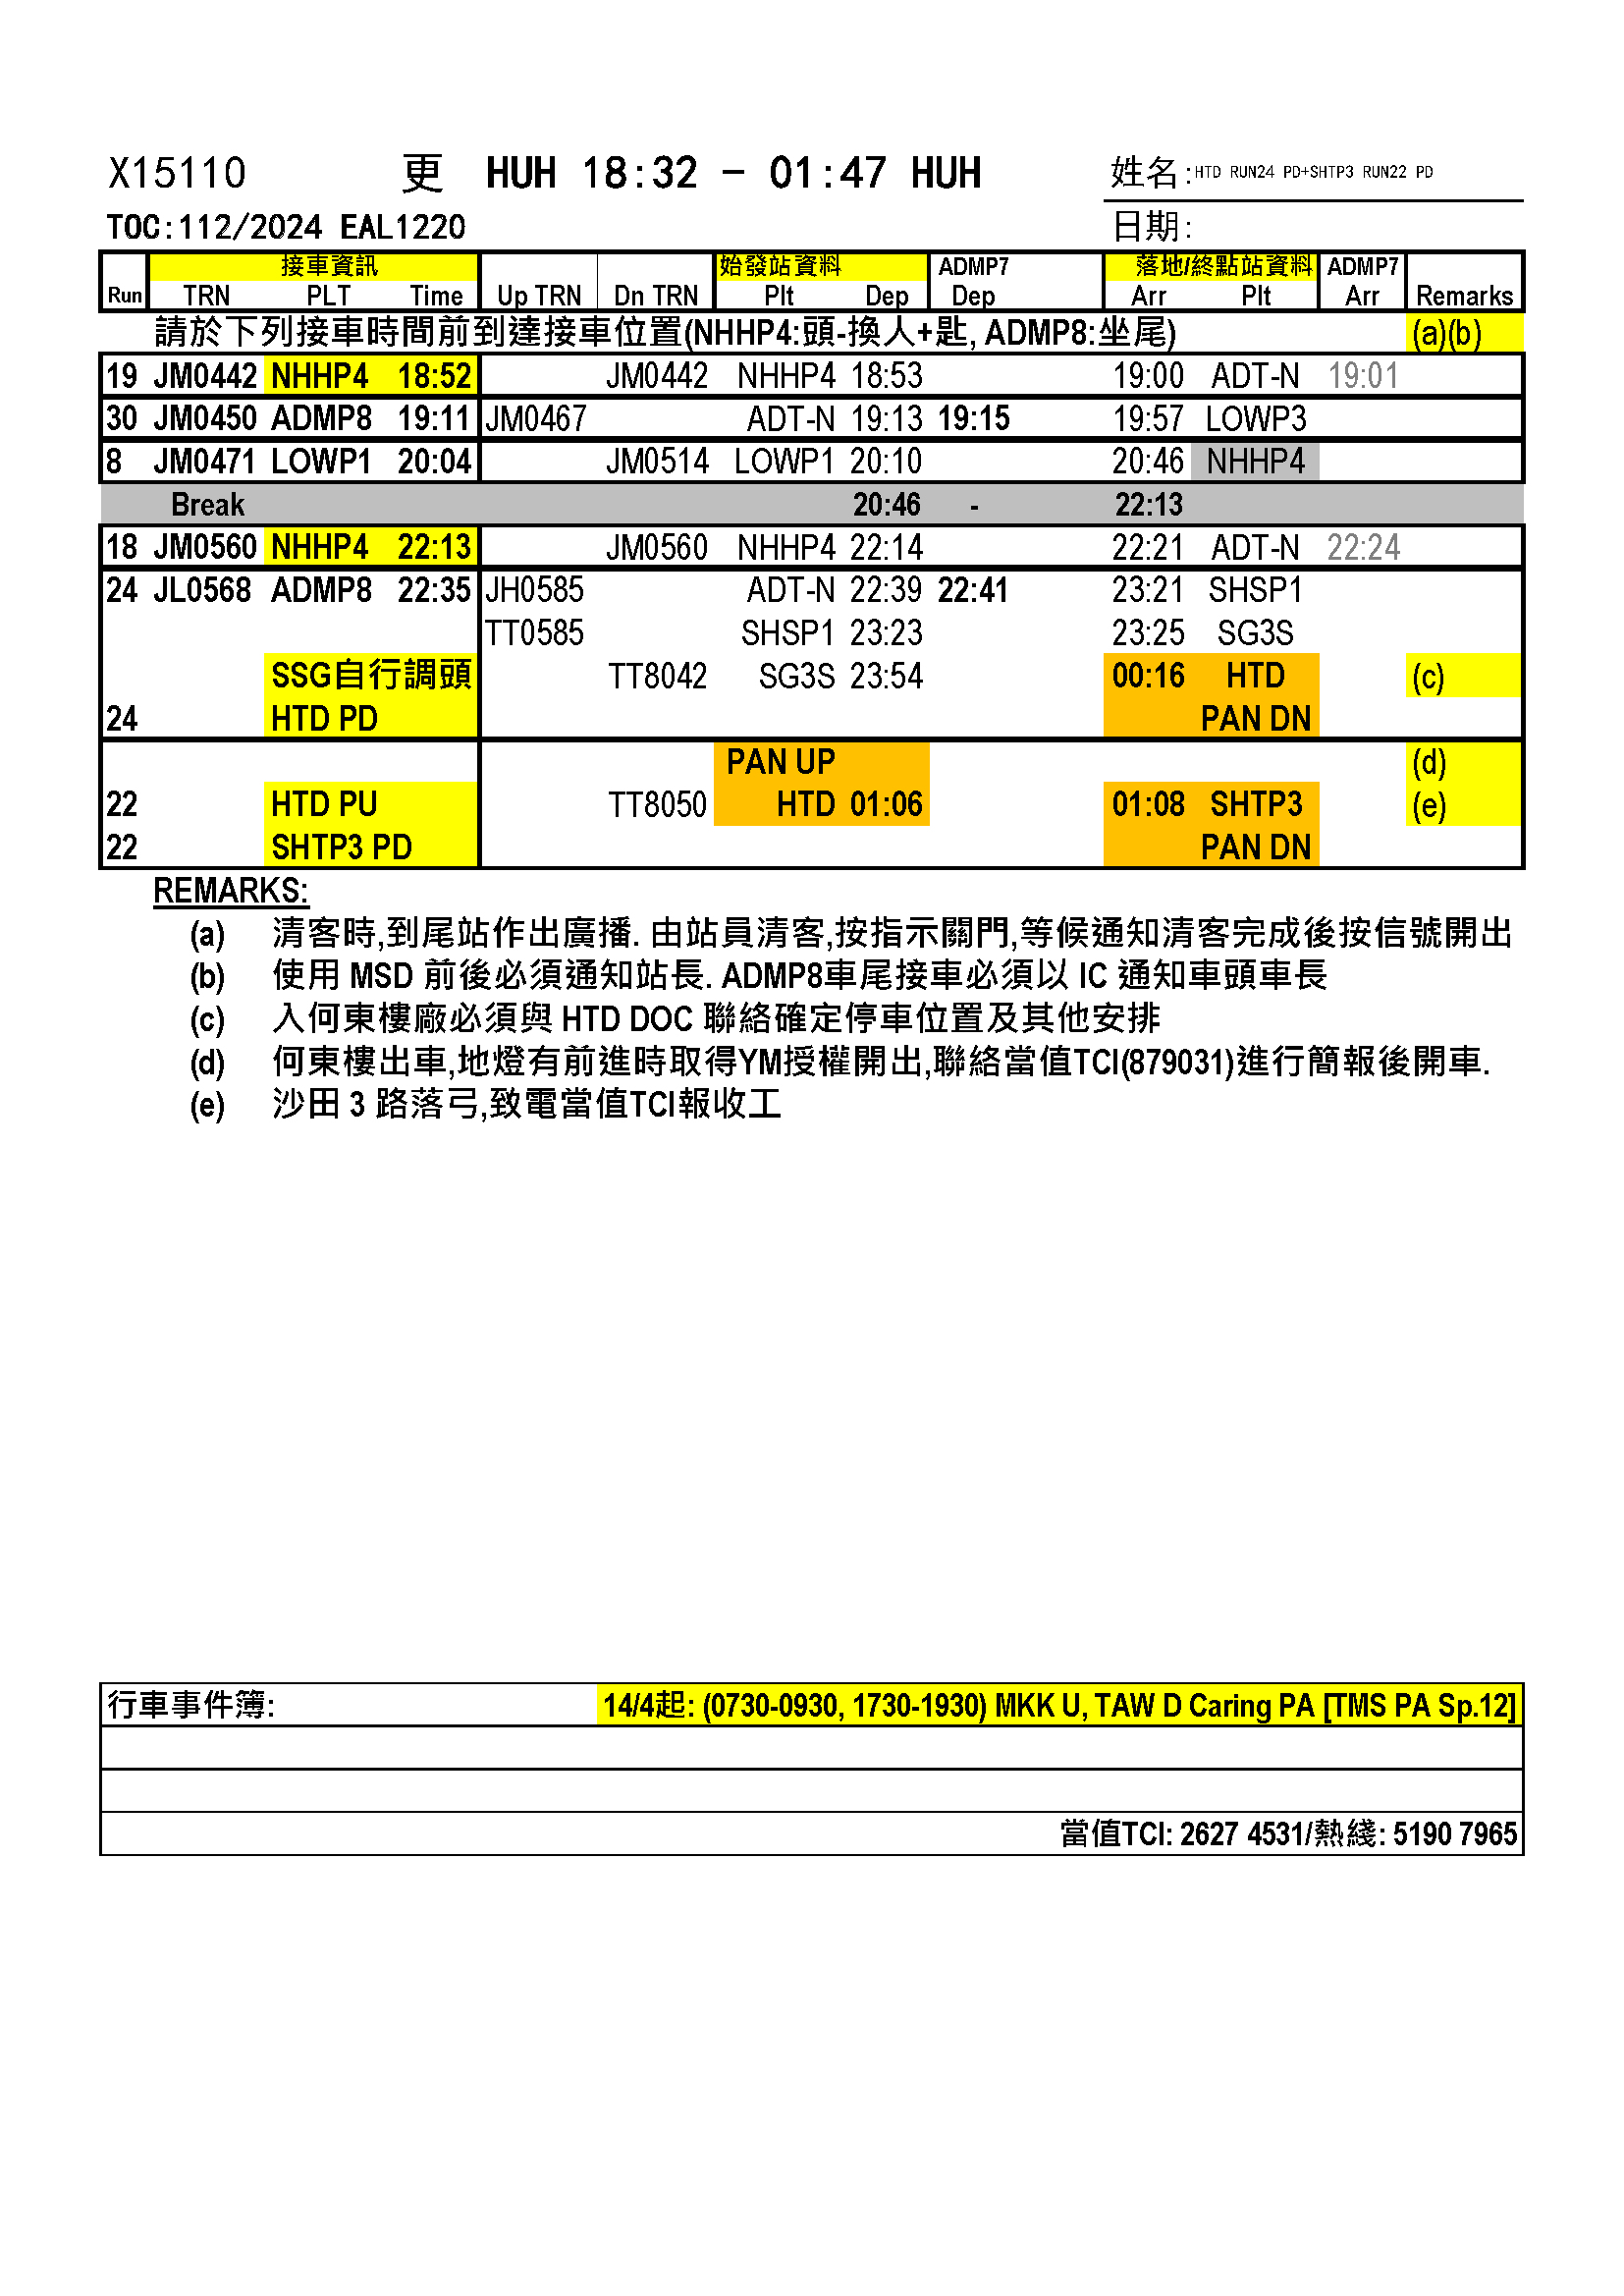 X15110 更 HUH 18:32 - 01:47 HUH 姓名:HTD RUN24 PD+SHTP3 RUN22 PD
TOC:112/2024 EAL1220 日期:
接車資訊 始發站資料 ADMP7 落地/終點站資料 ADMP7
Run TRN PLT Time Up TRN Dn TRN Plt Dep Dep Arr Plt Arr Remarks
請於下列接車時間前到達接車位置(NHHP4:頭-換人+匙, ADMP8:坐尾) (a)(b)
19 JM0442 NHHP4 18:52 JM0442 NHHP4 18:53 19:00 ADT-N 19:01
30 JM0450 ADMP8 19:11 JM0467 ADT-N 19:13 19:15 19:57 LOWP3
8 JM0471 LOWP1 20:04 JM0514 LOWP1 20:10 20:46 NHHP4
Break 20:46 - 22:13
18 JM0560 NHHP4 22:13 JM0560 NHHP4 22:14 22:21 ADT-N 22:24
24 JL0568 ADMP8 22:35 JH0585 ADT-N 22:39 22:41 23:21 SHSP1
TT0585 SHSP1 23:23 23:25 SG3S
SSG自行調頭 TT8042 SG3S 23:54 00:16 HTD (c)
24 HTD PD PAN DN
PAN UP (d)
22 HTD PU TT8050 HTD 01:06 01:08 SHTP3 (e)
22 SHTP3 PD PAN DN
REMARKS:
(a) 清客時,到尾站作出廣播. 由站員清客,按指示關門,等候通知清客完成後按信號開出
(b) 使用 MSD 前後必須通知站長. ADMP8車尾接車必須以 IC 通知車頭車長
(c) 入何東樓廠必須與 HTD DOC 聯絡確定停車位置及其他安排
(d) 何東樓出車,地燈有前進時取得YM授權開出,聯絡當值TCI(879031)進行簡報後開車.
(e) 沙田 3 路落弓,致電當值TCI報收工
行車事件簿: 14/4起: (0730-0930, 1730-1930) MKK U, TAW D Caring PA [TMS PA Sp.12]
當值TCI: 2627 4531/熱綫: 5190 7965